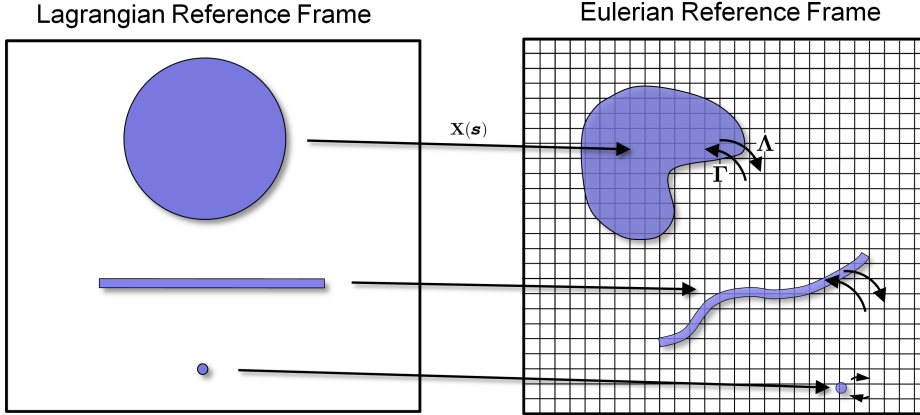 Lagrangian Reference Frame
Eulerian Reference Frame
X(s)
Λ
Γ